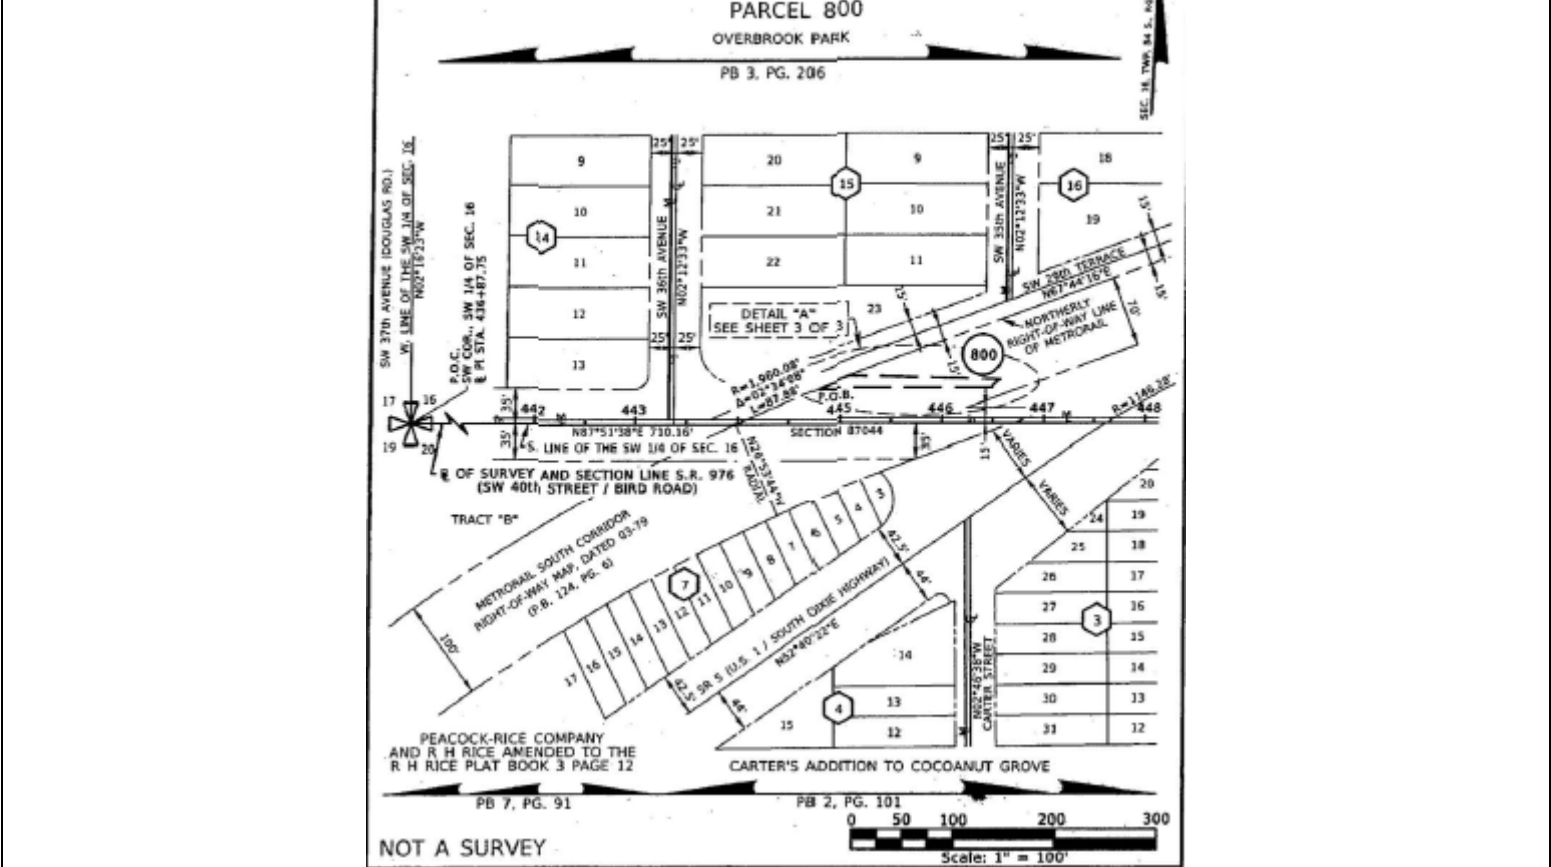 PARCEL 800
OVERBROOK PARK
PB 3, PG. 206
SEC. 16, TWP.
SW 37th AVENUE (DOUGLAS RD.)
W. LINE OF THE SW 1/4 OF SEC. 16
N02°16'23"W
P.O.C.
SW COR., SW 1/4 OF SEC. 16
PI STA. 436+87.75
25' 25'
25' 25'
9
10
14
11
12
13
SW 36th AVENUE
N02°12'33"W
25' 25'
20
9
15
21
10
22
11
23
SW 35th AVENUE
N02°12'33"W
18
16
19
15'
15'
SW 29th TERRACE
N67°44'16"E
DETAIL "A"
SEE SHEET 3 OF 3
15'
15'
NORTHERLY
RIGHT-OF-WAY LINE
OF METRORAIL
70'
800
R=1,960.08'
Δ=02°34'08"
L=87.88'
P.O.B.
R=1146.28'
17 16
19 20
35'
35'
442 443 445 446 447 448
N87°51'38"E 710.16'
SECTION 87044
35'
15'
S. LINE OF THE SW 1/4 OF SEC. 16
OF SURVEY AND SECTION LINE S.R. 976
(SW 40th STREET / BIRD ROAD)
N26°53'44"W
RADIAL
VARIES
VARIES
TRACT "B"
METRORAIL SOUTH CORRIDOR
RIGHT-OF-WAY MAP, DATED 03-79
(P.B. 124, PG. 6)
100'
7
17 16 15 14 13 12 11 10 9 8 7 5 4
42.5'
44'
SR 5 (U.S. 1 / SOUTH DIXIE HIGHWAY)
N52°40'22"E
42.5'
44'
14
13
4
15
12
N02°46'38"W
CARTER STREET
20
24
19
25
18
26
17
27
16
3
28
15
29
14
30
13
31
12
PEACOCK-RICE COMPANY
AND R H RICE AMENDED TO THE
R H RICE PLAT BOOK 3 PAGE 12
CARTER'S ADDITION TO COCOANUT GROVE
PB 7, PG. 91
PB 2, PG. 101
NOT A SURVEY
0 50 100 200 300
Scale: 1" = 100'